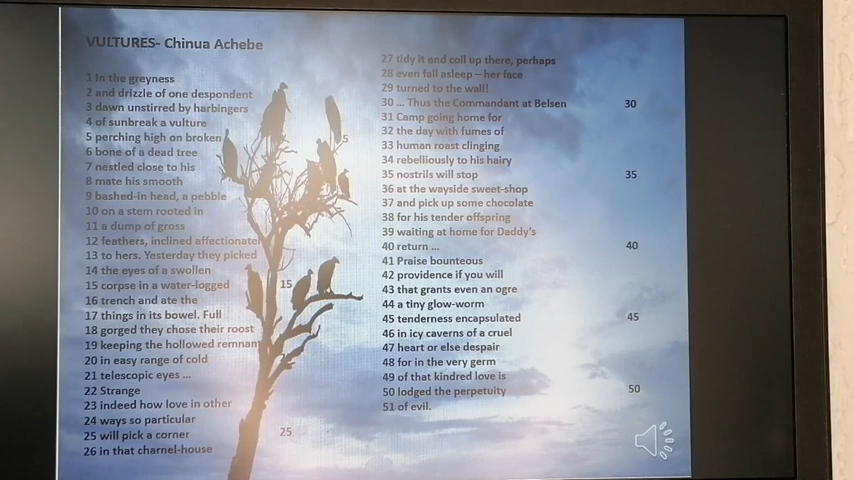 VULTURES- Chinua Achebe
1 In the greyness
2 and drizzle of one despondent
3 dawn unstirred by harbingers
4 of sunbreak a vulture
5 perching high on broken
5
6 bone of a dead tree
7 nestled close to his
8 mate his smooth
9 bashed-in head, a pebble
10 on a stem rooted in
11 a dump of gross
12 feathers, inclined affectionatel
13 to hers. Yesterday they picked
14 the eyes of a swollen
15 corpse in a water-logged
15
16 trench and ate the
17 things in its bowel. Full
18 gorged they chose their roost
19 keeping the hollowed remnan
20 in easy range of cold
21 telescopic eyes ...
22 Strange
23 indeed how love in other
24 ways so particular
25 will pick a corner
25
26 in that charnel-house
27 tidy it and coil up there, perhaps
28 even fall asleep – her face
29 turned to the wall!
30 ... Thus the Commandant at Belsen
30
31 Camp going home for
32 the day with fumes of
33 human roast clinging
34 rebelliously to his hairy
35 nostrils will stop
35
36 at the wayside sweet-shop
37 and pick up some chocolate
38 for his tender offspring
39 waiting at home for Daddy's
40 return ...
40
41 Praise bounteous
42 providence if you will
43 that grants even an ogre
44 a tiny glow-worm
45 tenderness encapsulated
45
46 in icy caverns of a cruel
47 heart or else despair
48 for in the very germ
49 of that kindred love is
50 lodged the perpetuity
50
51 of evil.